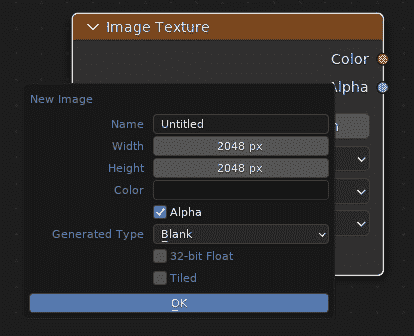 Image Texture
Color
Alpha
New Image
Name Untitled
Width 2048 px
Height 2048 px
Color
Alpha
Generated Type Blank
32-bit Float
Tiled
OK